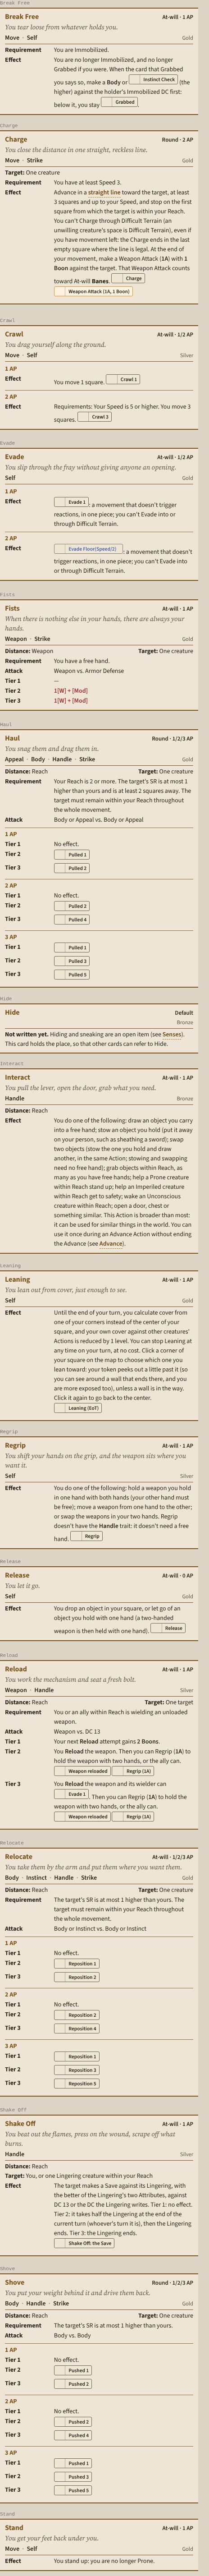 Break Free
Break Free At-will · 1 AP
You tear loose from whatever holds you.
Move · Self Gold
Requirement You are Immobilized.
Effect You are no longer Immobilized, and no longer
Grabbed if you were. When the card that Grabbed
you says so, make a Body or Instinct Check (the
higher) against the holder's Immobilized DC first:
below it, you stay Grabbed
Charge
Charge Round · 2 AP
You close the distance in one straight, reckless line.
Move · Strike Gold
Target: One creature
Requirement You have at least Speed 3.
Effect Advance in a straight line toward the target, at least
3 squares and up to your Speed, and stop on the first
square from which the target is within your Reach.
You can't Charge through Difficult Terrain (an
unwilling creature's space is Difficult Terrain), even if
you have movement left: the Charge ends in the last
empty square where the line is legal. At the end of
your movement, make a Weapon Attack (1A) with 1
Boon against the target. That Weapon Attack counts
toward At-will Banes. Charge
Weapon Attack (1A, 1 Boon)
Crawl
Crawl At-will · 1/2 AP
You drag yourself along the ground.
Move · Self Silver
1 AP
Effect You move 1 square. Crawl 1
2 AP
Effect Requirements: Your Speed is 5 or higher. You move 3
squares. Crawl 3
Evade
Evade At-will · 1/2 AP
You slip through the fray without giving anyone an opening.
Self Gold
1 AP
Effect Evade 1 : a movement that doesn't trigger
reactions, in one piece; you can't Evade into or
through Difficult Terrain.
2 AP
Effect Evade Floor(Speed/2) : a movement that doesn't
trigger reactions, in one piece; you can't Evade into
or through Difficult Terrain.
Fists
Fists At-will · 1 AP
When there is nothing else in your hands, there are always your
hands.
Weapon · Strike Gold
Distance: Weapon Target: One creature
Requirement You have a free hand.
Attack Weapon vs. Armor Defense
Tier 1 —
Tier 2 1[W] + [Mod]
Tier 3 1[W] + [Mod]
Haul
Haul Round · 1/2/3 AP
You snag them and drag them in.
Appeal · Body · Handle · Strike Gold
Distance: Reach Target: One creature
Requirement Your Reach is 2 or more. The target's SR is at most 1
higher than yours and is at least 2 squares away. The
target must remain within your Reach throughout
the whole movement.
Attack Body or Appeal vs. Body or Appeal
1 AP
Tier 1 No effect.
Tier 2 Pulled 1
Tier 3 Pulled 2
2 AP
Tier 1 No effect.
Tier 2 Pulled 2
Tier 3 Pulled 4
3 AP
Tier 1 Pulled 1
Tier 2 Pulled 3
Tier 3 Pulled 5
Hide
Hide Default
Bronze
Not written yet. Hiding and sneaking are an open item (see Senses).
This card holds the place, so that other cards can refer to Hide.
Interact
Interact At-will · 1 AP
You pull the lever, open the door, grab what you need.
Handle Bronze
Distance: Reach
Effect You do one of the following: draw an object you carry
into a free hand; stow an object you hold (put it away
on your person, such as sheathing a sword); swap
two objects (stow the one you hold and draw
another, in the same Action; stowing and swapping
need no free hand); grab objects within Reach, as
many as you have free hands; help a Prone creature
within Reach stand up; help an Imperiled creature
within Reach get to safety; wake an Unconscious
creature within Reach; open a door, chest or
something similar. This Action is broader than most:
it can be used for similar things in the world. You can
use it once during an Advance Action without ending
the Advance (see Advance).
Leaning
Leaning At-will · 1 AP
You lean out from cover, just enough to see.
Self Gold
Effect Until the end of your turn, you calculate cover from
one of your corners instead of the center of your
square, and your own cover against other creatures'
Actions is reduced by 1 level. You can stop Leaning at
any time on your turn, at no cost. Click a corner of
your square on the map to choose which one you
lean toward: your token peeks out a little past it (so
you can see around a wall that ends there, and you
are more exposed too), unless a wall is in the way.
Click it again to go back to the center.
Leaning (EoT)
Regrip
Regrip At-will · 1 AP
You shift your hands on the grip, and the weapon sits where you
want it.
Self Silver
Effect You do one of the following: hold a weapon you hold
in one hand with both hands (your other hand must
be free); move a weapon from one hand to the other;
or swap the weapons in your two hands. Regrip
doesn't have the Handle trait: it doesn't need a free
hand. Regrip
Release
Release At-will · 0 AP
You let it go.
Self Gold
Effect You drop an object in your square, or let go of an
object you hold with one hand (a two-handed
weapon is then held with one hand). Release
Reload
Reload At-will · 1 AP
You work the mechanism and seat a fresh bolt.
Weapon · Handle Silver
Distance: Reach Target: One target
Requirement You or an ally within Reach is wielding an unloaded
weapon.
Attack Weapon vs. DC 13
Tier 1 Your next Reload attempt gains 2 Boons.
Tier 2 You Reload the weapon. Then you can Regrip (1A) to
hold the weapon with two hands, or the ally can.
Weapon reloaded Regrip (1A)
Tier 3 You Reload the weapon and its wielder can
Evade 1 . Then you can Regrip (1A) to hold the
weapon with two hands, or the ally can.
Weapon reloaded Regrip (1A)
Relocate
Relocate Round · 1/2/3 AP
You take them by the arm and put them where you want them.
Body · Instinct · Handle · Strike Gold
Distance: Reach Target: One creature
Requirement The target's SR is at most 1 higher than yours. The
target must remain within your Reach throughout
the whole movement.
Attack Body or Instinct vs. Body or Instinct
1 AP
Tier 1 No effect.
Tier 2 Reposition 1
Tier 3 Reposition 2
2 AP
Tier 1 No effect.
Tier 2 Reposition 2
Tier 3 Reposition 4
3 AP
Tier 1 Reposition 1
Tier 2 Reposition 3
Tier 3 Reposition 5
Shake Off
Shake Off At-will · 1 AP
You beat out the flames, press on the wound, scrape off what
burns.
Handle Silver
Distance: Reach
Target: You, or one Lingering creature within your Reach
Effect The target makes a Save against its Lingering, with
the better of the Lingering's two Attributes, against
DC 13 or the DC the Lingering writes. Tier 1: no effect.
Tier 2: it takes half the Lingering at the end of the
current turn (whoever's turn it is), then the Lingering
ends. Tier 3: the Lingering ends.
Shake Off: the Save
Shove
Shove Round · 1/2/3 AP
You put your weight behind it and drive them back.
Body · Handle · Strike Gold
Distance: Reach Target: One creature
Requirement The target's SR is at most 1 higher than yours.
Attack Body vs. Body
1 AP
Tier 1 No effect.
Tier 2 Pushed 1
Tier 3 Pushed 2
2 AP
Tier 1 No effect.
Tier 2 Pushed 2
Tier 3 Pushed 4
3 AP
Tier 1 Pushed 1
Tier 2 Pushed 3
Tier 3 Pushed 5
Stand
Stand At-will · 1 AP
You get your feet back under you.
Move · Self Silver
Effect You stand up: you are no longer Prone.